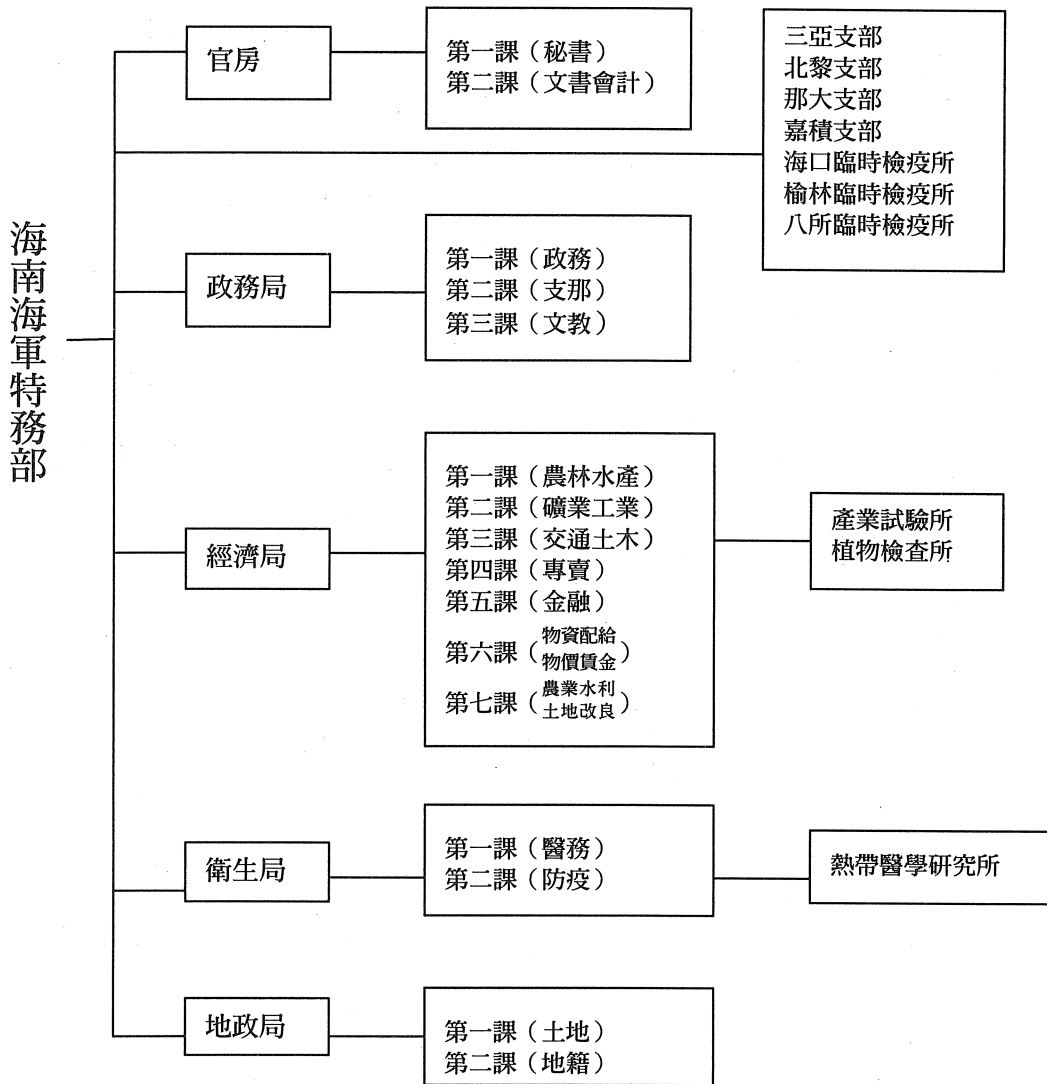 海南海軍特務部
官房
第一課（秘書）
第二課（文書會計）
三亞支部
北黎支部
那大支部
嘉積支部
海口臨時檢疫所
榆林臨時檢疫所
八所臨時檢疫所
政務局
第一課（政務）
第二課（支那）
第三課（文教）
經濟局
第一課（農林水產）
第二課（礦業工業）
第三課（交通土木）
第四課（專賣）
第五課（金融）
第六課（物資配給
物價賃金）
第七課（農業水利
土地改良）
產業試驗所
植物檢查所
衛生局
第一課（醫務）
第二課（防疫）
熱帶醫學研究所
地政局
第一課（土地）
第二課（地籍）